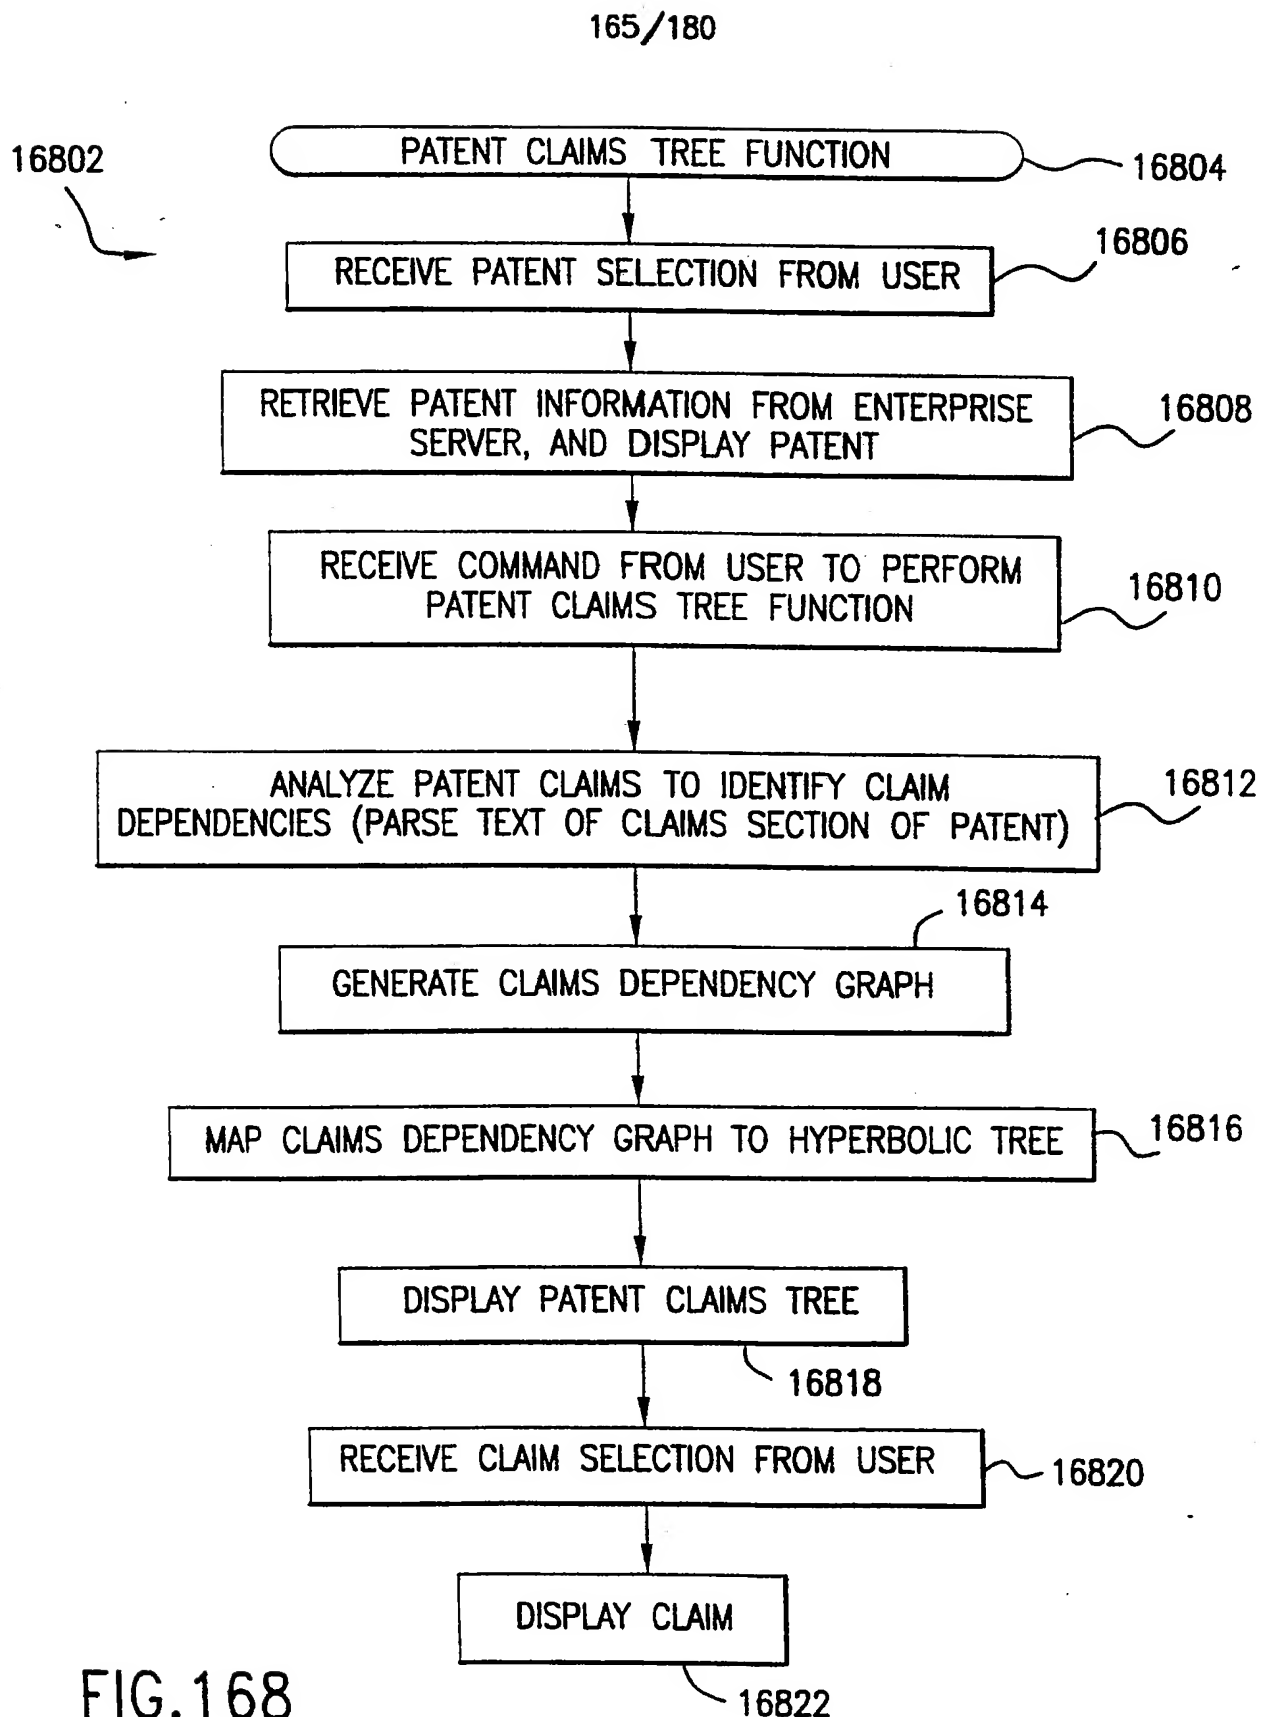 165/180
16802
PATENT CLAIMS TREE FUNCTION
16804
RECEIVE PATENT SELECTION FROM USER
16806
RETRIEVE PATENT INFORMATION FROM ENTERPRISE
SERVER, AND DISPLAY PATENT
16808
RECEIVE COMMAND FROM USER TO PERFORM
PATENT CLAIMS TREE FUNCTION
16810
ANALYZE PATENT CLAIMS TO IDENTIFY CLAIM
DEPENDENCIES (PARSE TEXT OF CLAIMS SECTION OF PATENT)
16812
16814
GENERATE CLAIMS DEPENDENCY GRAPH
MAP CLAIMS DEPENDENCY GRAPH TO HYPERBOLIC TREE
16816
DISPLAY PATENT CLAIMS TREE
16818
RECEIVE CLAIM SELECTION FROM USER
16820
DISPLAY CLAIM
16822
FIG.168